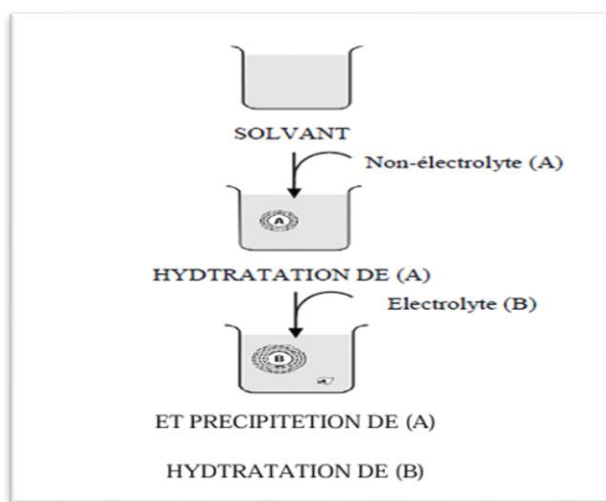 SOLVANT
Non-électrolyte (A)
A
HYDTRATATION DE (A)
Electrolyte (B)
B
A
ET PRECIPITETION DE (A)
HYDTRATATION DE (B)